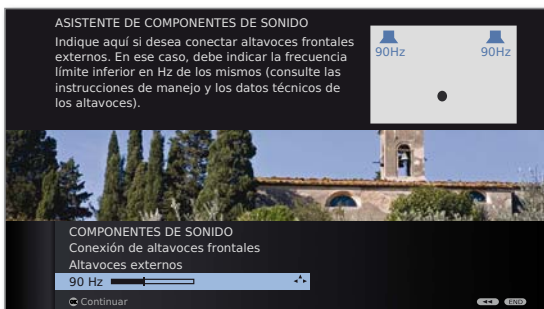 ASISTENTE DE COMPONENTES DE SONIDO
Indique aquí si desea conectar altavoces frontales
externos. En ese caso, debe indicar la frecuencia
límite inferior en Hz de los mismos (consulte las
instrucciones de manejo y los datos técnicos de
los altavoces).
90Hz 90Hz
COMPONENTES DE SONIDO
Conexión de altavoces frontales
Altavoces externos
90 Hz
OK Continuar
END